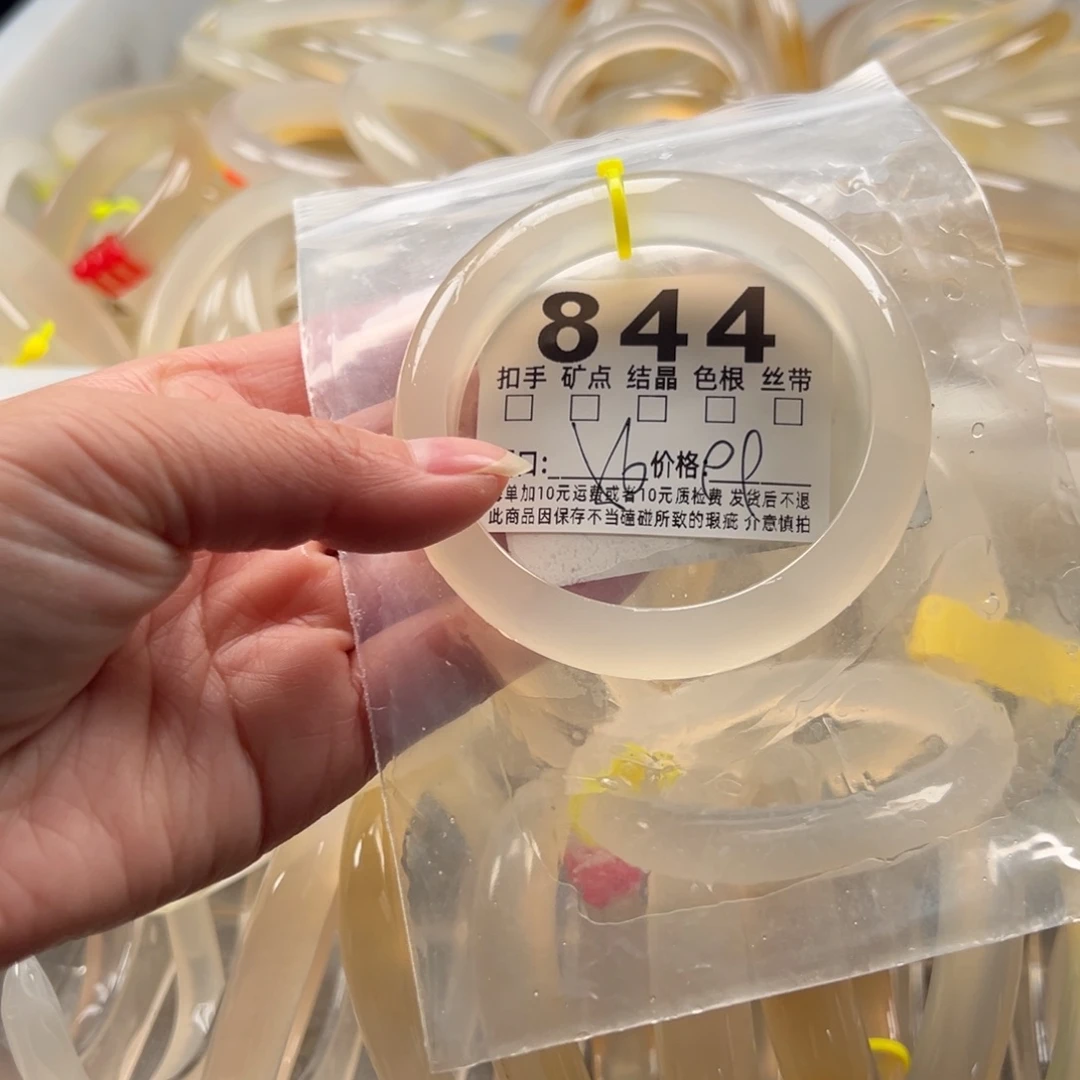 844
扣手 矿点 结晶 色根 丝带
口: 价格:
单加10元运费或者10元质检费 发货后不退
此商品因保存不当磕碰所致的瑕疵 介意慎拍